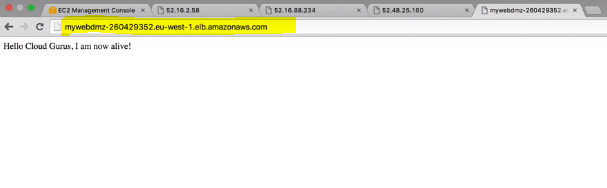 EC2 Management Console
52.16.2.58
52.16.88.234
52.48.25.160
mywebdmz-260429352.eu-
mywebdmz-260429352.eu-west-1.elb.amazonaws.com
Hello Cloud Gurus, I am now alive!